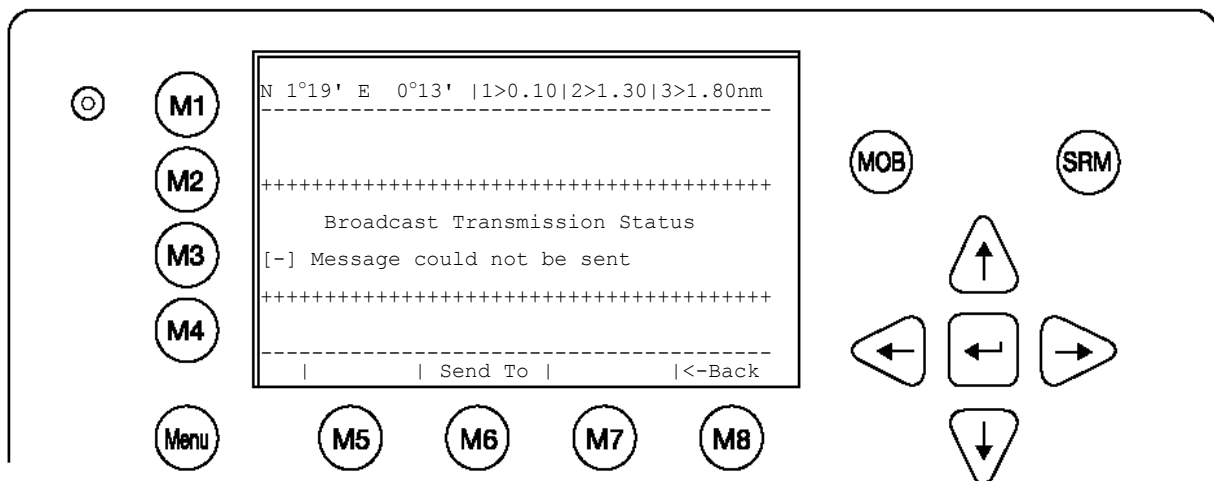 N 1°19' E 0°13' |1>0.10|2>1.30|3>1.80nm
----------------------------------------
++++++++++++++++++++++++++++++++++++++++
Broadcast Transmission Status
[-] Message could not be sent
++++++++++++++++++++++++++++++++++++++++
----------------------------------------
| | Send To | |<-Back
M1
M2
M3
M4
Menu
M5
M6
M7
M8
MOB
SRM